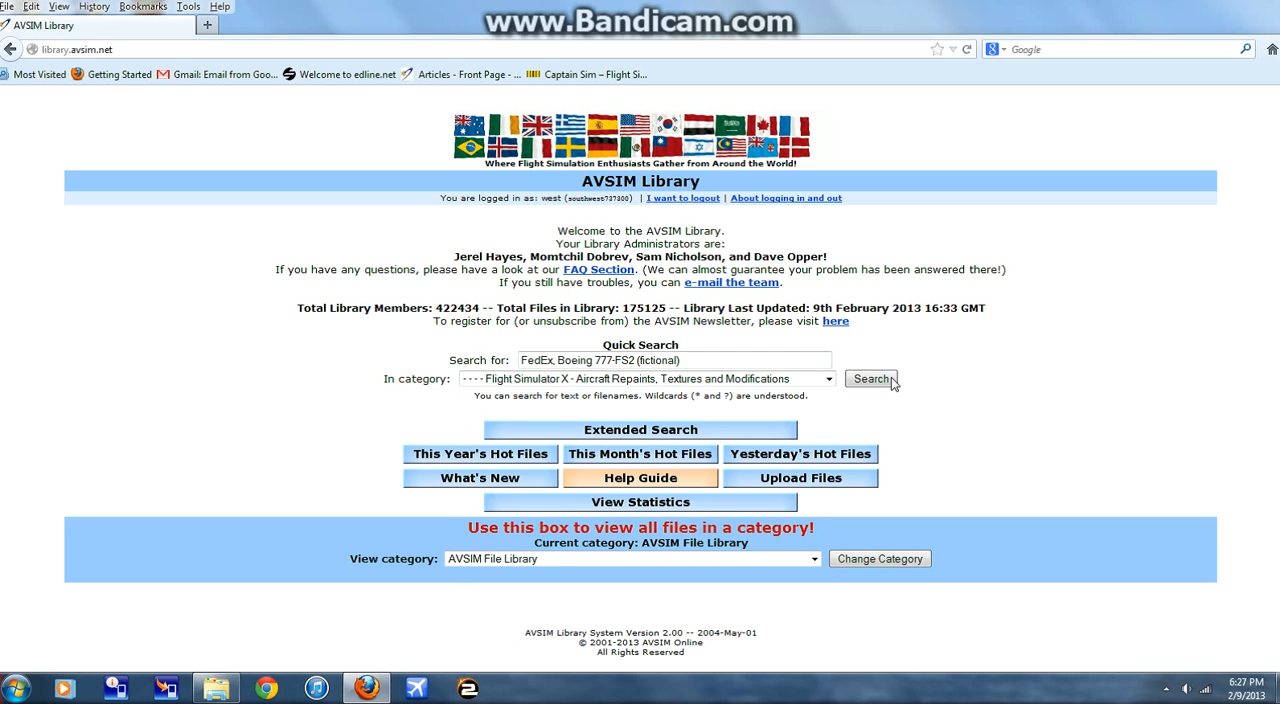 File Edit View History Bookmarks Tools Help
www.Bandicam.com
AVSIM Library
library.avsim.net
Google
Most Visited Getting Started Gmail: Email from Goo... Welcome to edline.net Articles - Front Page - ... Captain Sim – Flight Si...
Where Flight Simulation Enthusiasts Gather from Around the World!
AVSIM Library
You are logged in as: west (southwest737300) | I want to logout | About logging in and out
Welcome to the AVSIM Library.
Your Library Administrators are:
Jerel Hayes, Momtchil Dobrev, Sam Nicholson, and Dave Opper!
If you have any questions, please have a look at our FAQ Section. (We can almost guarantee your problem has been answered there!)
If you still have troubles, you can e-mail the team.
Total Library Members: 422434 -- Total Files in Library: 175125 -- Library Last Updated: 9th February 2013 16:33 GMT
To register for (or unsubscribe from) the AVSIM Newsletter, please visit here
Quick Search
Search for: FedEx, Boeing 777-FS2 (fictional)
In category: - - - - Flight Simulator X - Aircraft Repaints, Textures and Modifications Search
You can search for text or filenames. Wildcards (* and ?) are understood.
Extended Search
This Year's Hot Files This Month's Hot Files Yesterday's Hot Files
What's New Help Guide Upload Files
View Statistics
Use this box to view all files in a category!
Current category: AVSIM File Library
View category: AVSIM File Library Change Category
AVSIM Library System Version 2.00 -- 2004-May-01
© 2001-2013 AVSIM Online
All Rights Reserved
6:27 PM
2/9/2013